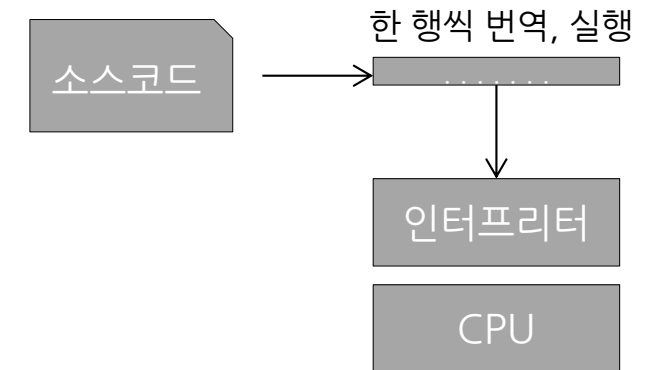 한 행씩 번역, 실행
소스코드
.......
인터프리터
CPU